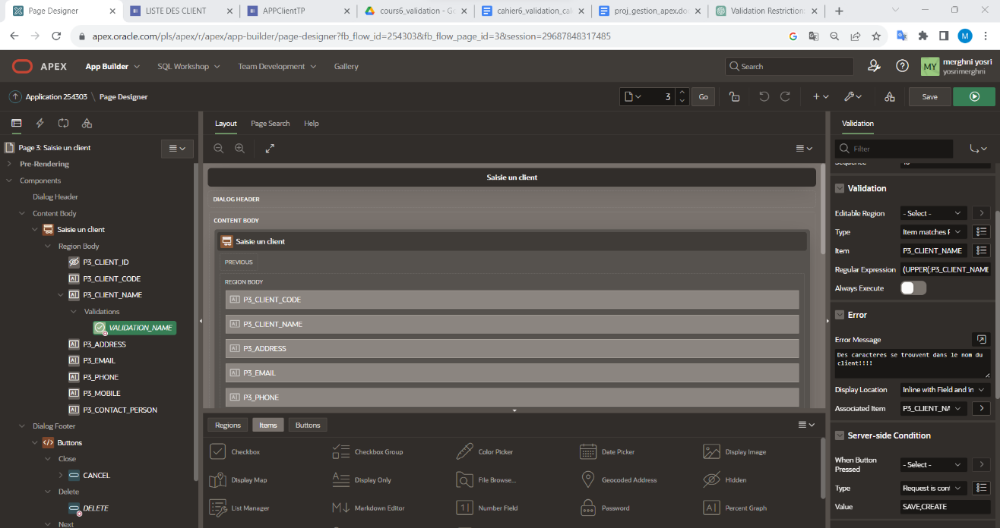 Page Designer
LISTE DES CLIENT
APPClientTP
cours6_validation - Go
cahier6_validation_cal
proj_gestion_apex.do
Validation Restriction
apex.oracle.com/pls/apex/r/apex/app-builder/page-designer?fb_flow_id=254303&fb_flow_page_id=3&session=29687848317485
M
APEX
App Builder
SQL Workshop
Team Development
Gallery
Search
MY
merghni yosri
yosrimerghni
Application 254303 \ Page Designer
3
Go
Save
Page 3: Saisie un client
Pre-Rendering
Components
Dialog Header
Content Body
Saisie un client
Region Body
P3_CLIENT_ID
P3_CLIENT_CODE
P3_CLIENT_NAME
Validations
VALIDATION_NAME
P3_ADDRESS
P3_EMAIL
P3_PHONE
P3_MOBILE
P3_CONTACT_PERSON
Dialog Footer
Buttons
Close
CANCEL
Delete
DELETE
Next
Layout
Page Search
Help
Saisie un client
DIALOG HEADER
CONTENT BODY
Saisie un client
PREVIOUS
REGION BODY
P3_CLIENT_CODE
P3_CLIENT_NAME
P3_ADDRESS
P3_EMAIL
P3_PHONE
Regions
Items
Buttons
Checkbox
Checkbox Group
Color Picker
Date Picker
Display Image
Display Map
Display Only
File Browse...
Geocoded Address
Hidden
List Manager
Markdown Editor
Number Field
Password
Percent Graph
Validation
Filter
Sequence
10
Validation
Editable Region
- Select -
Type
Item matches F
Item
P3_CLIENT_NAME
Regular Expression
(UPPER(:P3_CLIENT_NAME
Always Execute
Error
Error Message
Des caracteres se trouvent dans le nom du
client!!!!
Display Location
Inline with Field and in
Associated Item
P3_CLIENT_NA
Server-side Condition
When Button
Pressed
- Select -
Type
Request is cont
Value
SAVE,CREATE